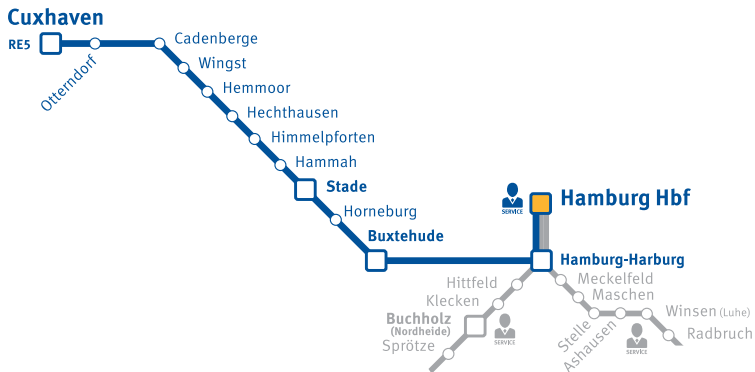 Cuxhaven
RE5
Otterndorf
Cadenberge
Wingst
Hemmoor
Hechthausen
Himmelpforten
Hammah
Stade
Horneburg
Buxtehude
SERVICE
Hamburg Hbf
Hamburg-Harburg
Hittfeld
Klecken
Buchholz
(Nordheide)
Sprötze
SERVICE
Meckelfeld
Maschen
Stelle
Ashausen
SERVICE
Winsen (Luhe)
Radbruch